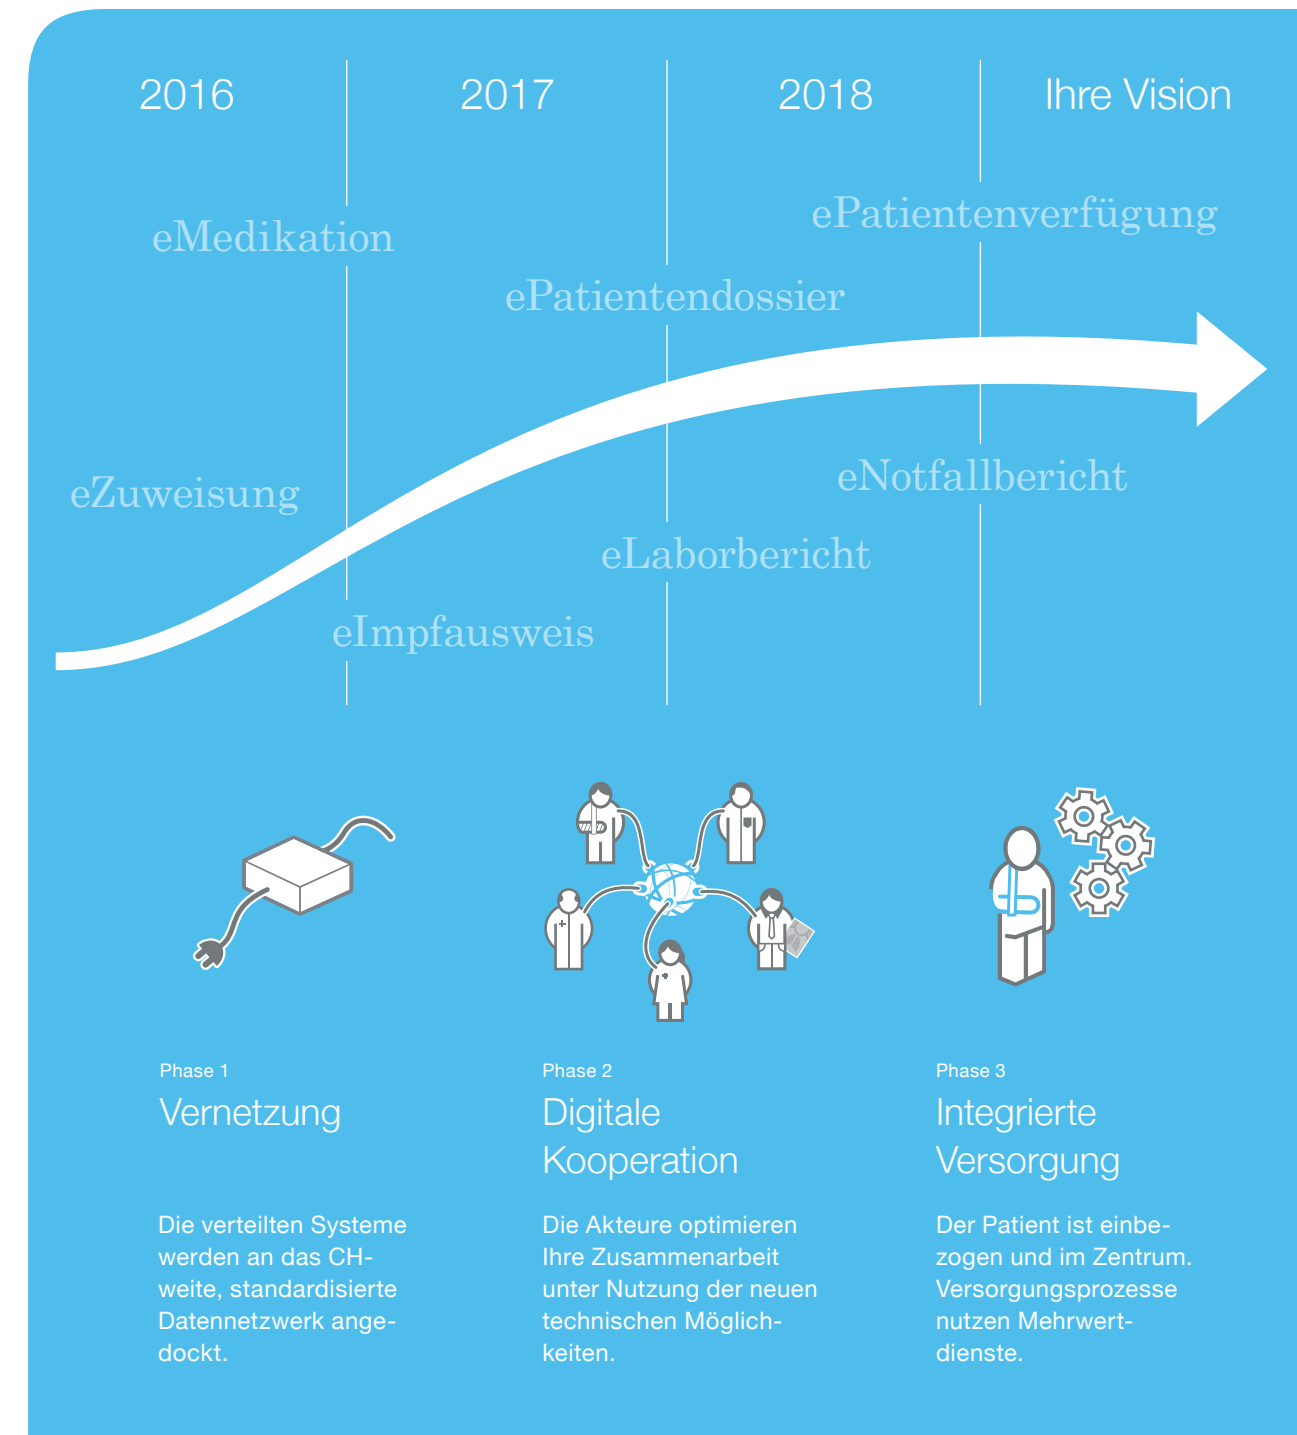 2016
2017
2018
Ihre Vision
ePatientenverfügung
eMedikation
ePatientendossier
eNotfallbericht
eZuweisung
eLaborbericht
eImpfausweis
Phase 1
Vernetzung
Die verteilten Systeme
werden an das CH-
weite, standardisierte
Datennetzwerk ange-
dockt.
Phase 2
Digitale
Kooperation
Die Akteure optimieren
Ihre Zusammenarbeit
unter Nutzung der neuen
technischen Möglich-
keiten.
Phase 3
Integrierte
Versorgung
Der Patient ist einbe-
zogen und im Zentrum.
Versorgungsprozesse
nutzen Mehrwert-
dienste.